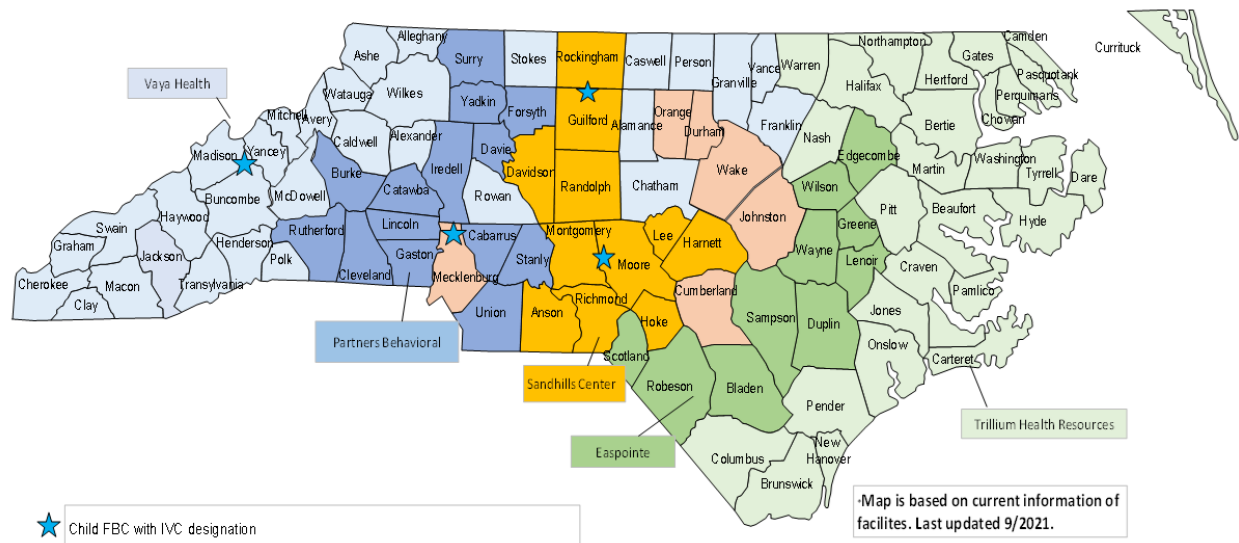 Alleghany
Ashe
Surry
Stokes
Rockingham
Caswell
Person
Granville
Vance
Warren
Northampton
Gates
Camden
Currituck
Pasquotank
Perquimans
Chowan
Hertford
Halifax
Bertie
Vaya Health
Watauga
Wilkes
Yadkin
Forsyth
Guilford
Alamance
Orange
Durham
Franklin
Nash
Edgecombe
Martin
Washington
Tyrrell
Dare
Mitchell
Avery
Caldwell
Alexander
Davie
Iredell
Davidson
Randolph
Chatham
Wake
Wilson
Pitt
Beaufort
Hyde
Madison
Yancey
Burke
Catawba
Rowan
Johnston
Greene
Buncombe
McDowell
Haywood
Swain
Rutherford
Lincoln
Cabarrus
Montgomery
Lee
Harnett
Wayne
Lenoir
Craven
Pamlico
Graham
Jackson
Henderson
Polk
Cleveland
Gaston
Mecklenburg
Stanly
Moore
Cherokee
Macon
Clay
Transylvania
Union
Anson
Richmond
Hoke
Cumberland
Sampson
Duplin
Jones
Onslow
Carteret
Partners Behavioral
Scotland
Robeson
Bladen
Pender
Sandhills Center
Easpointe
Columbus
New
Hanover
Brunswick
Trillium Health Resources
·Map is based on current information of
facilites. Last updated 9/2021.
Child FBC with IVC designation